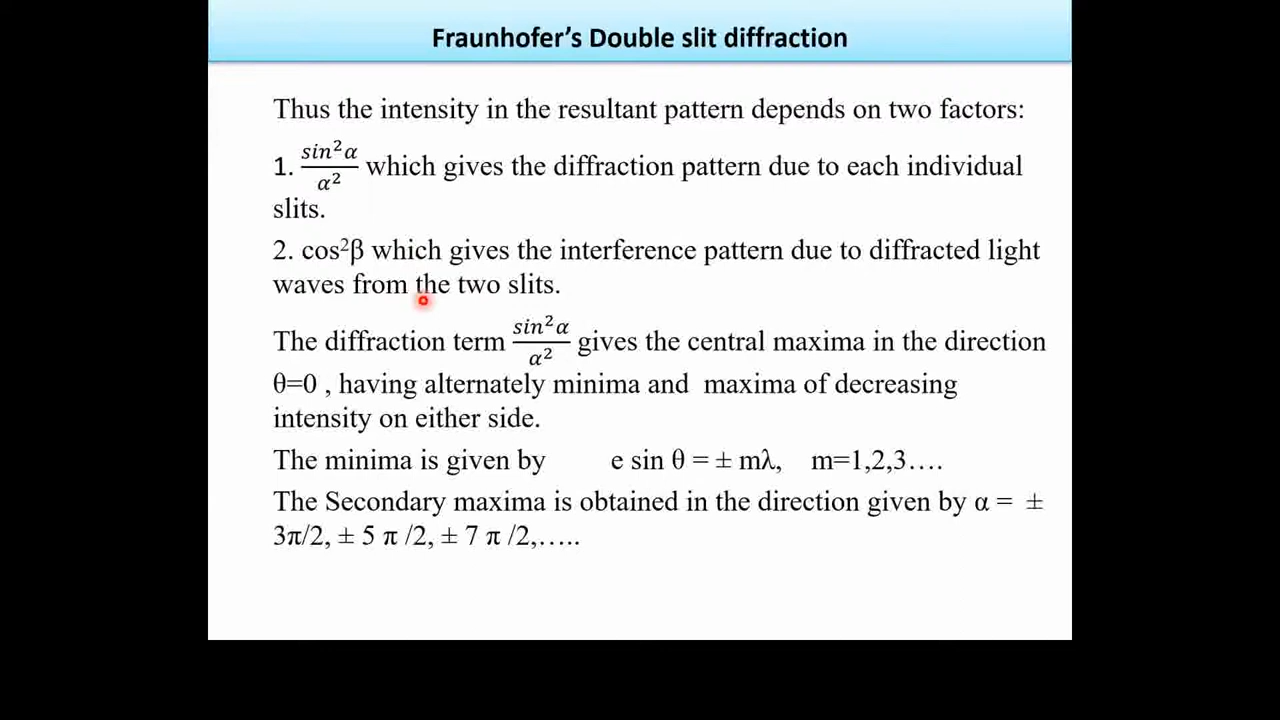 Fraunhofer’s Double slit diffraction
Thus the intensity in the resultant pattern depends on two factors:
1. sin²α/α² which gives the diffraction pattern due to each individual
slits.
2. cos²β which gives the interference pattern due to diffracted light
waves from the two slits.
The diffraction term sin²α/α² gives the central maxima in the direction
θ=0 , having alternately minima and maxima of decreasing
intensity on either side.
The minima is given by e sin θ = ± mλ, m=1,2,3….
The Secondary maxima is obtained in the direction given by α = ±
3π/2, ± 5 π /2, ± 7 π /2,…..